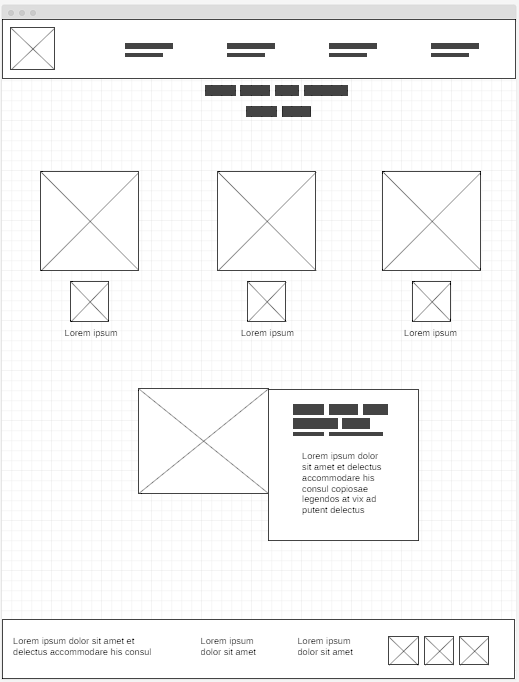 Lorem ipsum
Lorem ipsum
Lorem ipsum
Lorem ipsum dolor
sit amet et delectus
accommodare his
consul copiosae
legendos at vix ad
putent delectus
Lorem ipsum dolor sit amet et
delectus accommodare his consul
Lorem ipsum
dolor sit amet
Lorem ipsum
dolor sit amet